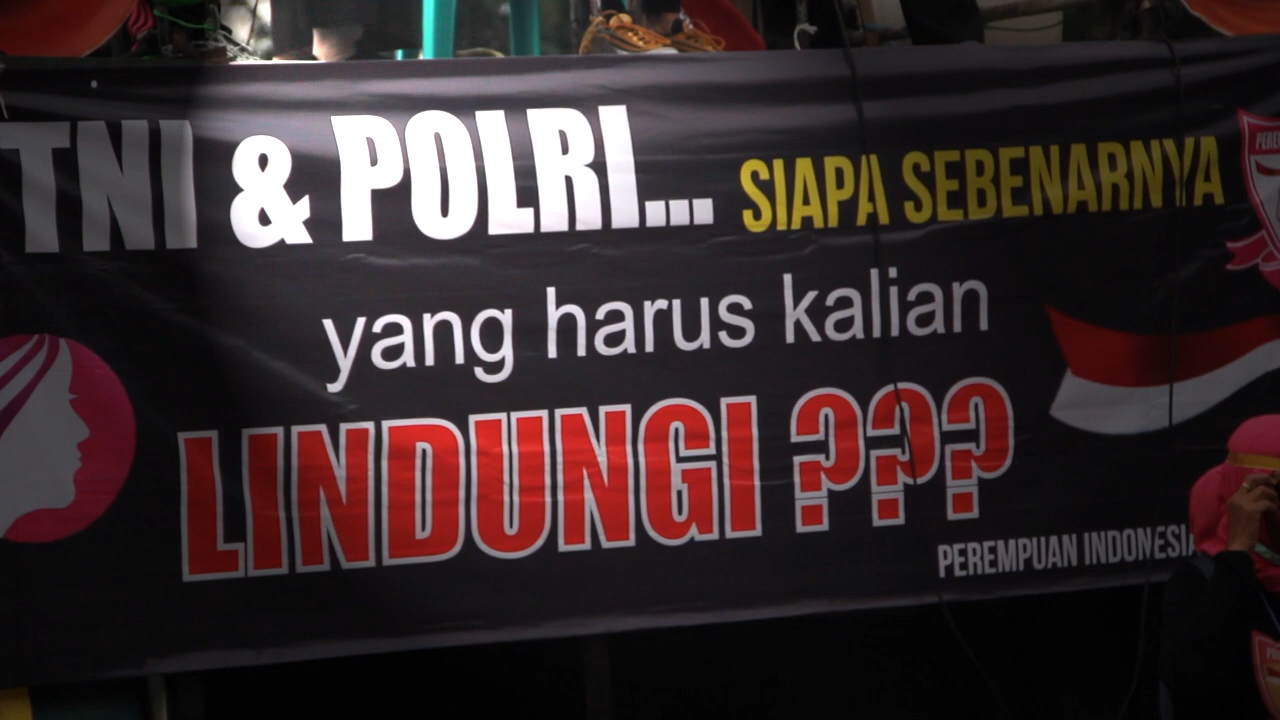 TNI & POLRI... SIAPA SEBENARNYA
yang harus kalian
LINDUNGI ???
PEREMPUAN INDONESIA